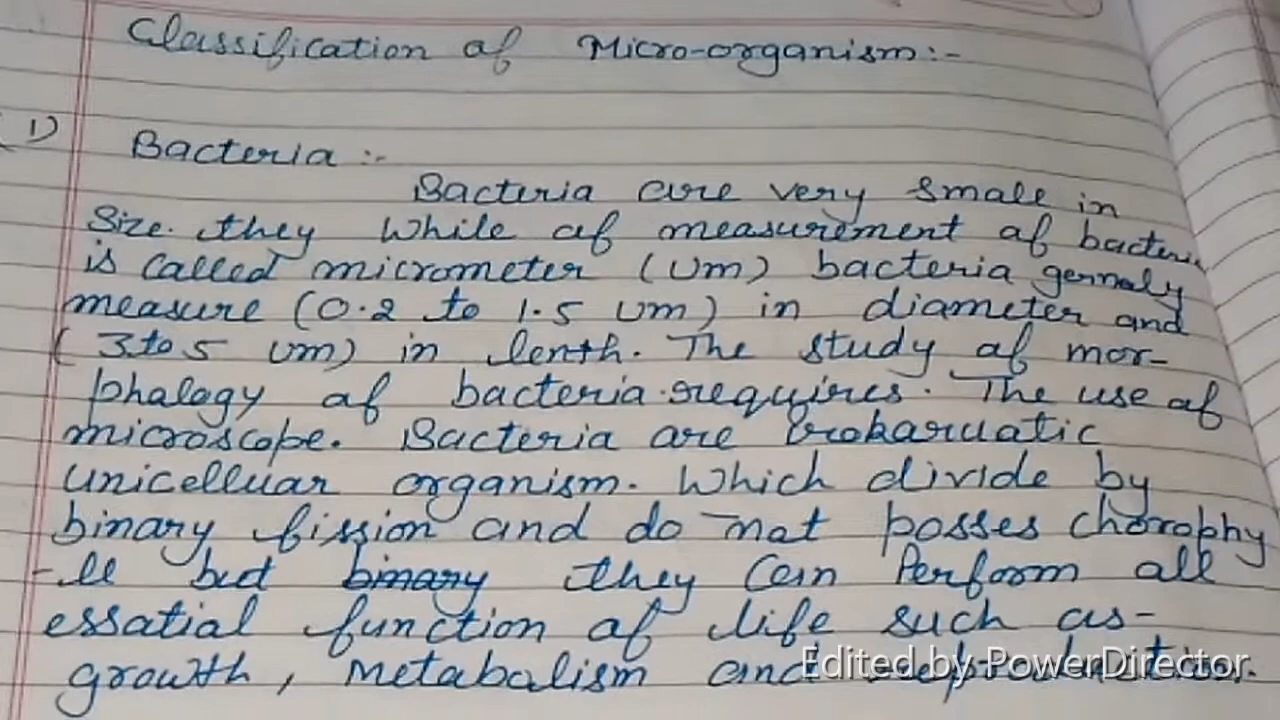 Classification of Micro-organism:-
(1) Bacteria :-
Bacteria are very small in
Size. they While of measurement of bacteria
is called micrometer (Um) bacteria gernaly
measure (0.2 to 1.5 Um) in diameter and
( 3 to 5 Um) in lenth. The study of mor-
phalogy of bacteria requires. The use of
microscope. Bacteria are Prokaruatic
Unicelluar organism. Which divide by
binary fission and do not posses chorophy
-ll but binary they Can Perform all
essatial function of life such as-
growth, Metabolism and
Edited by PowerDirector.